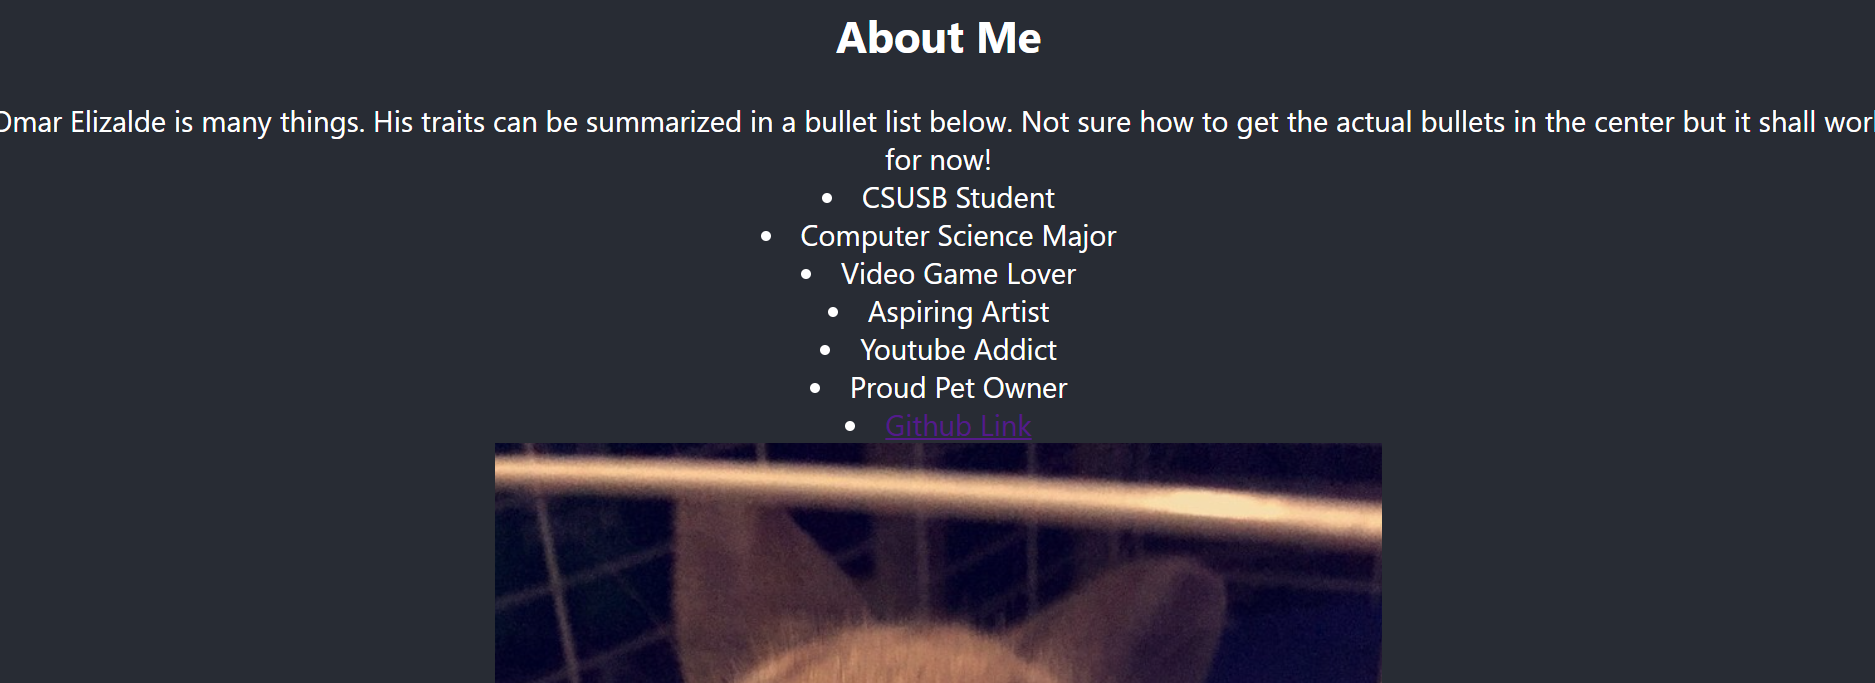 About Me
Omar Elizalde is many things. His traits can be summarized in a bullet list below. Not sure how to get the actual bullets in the center but it shall work
for now!
• CSUSB Student
• Computer Science Major
• Video Game Lover
• Aspiring Artist
• Youtube Addict
• Proud Pet Owner
• Github Link